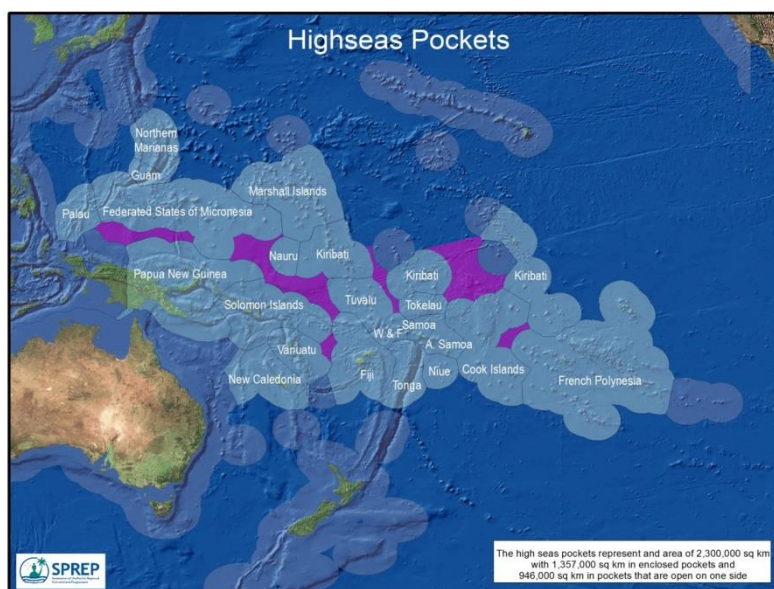 Highseas Pockets
Northern
Marianas
Guam
Marshall Islands
Palau
Federated States of Micronesia
Nauru
Kiribati
Kiribati
Kiribati
Papua New Guinea
Solomon Islands
Tuvalu
Tokelau
W & F
Samoa
A. Samoa
Vanuatu
Fiji
Niue
Cook Islands
French Polynesia
New Caledonia
Tonga
The high seas pockets represent and area of 2,300,000 sq km
with 1,357,000 sq km in enclosed pockets and
946,000 sq km in pockets that are open on one side
SPREP